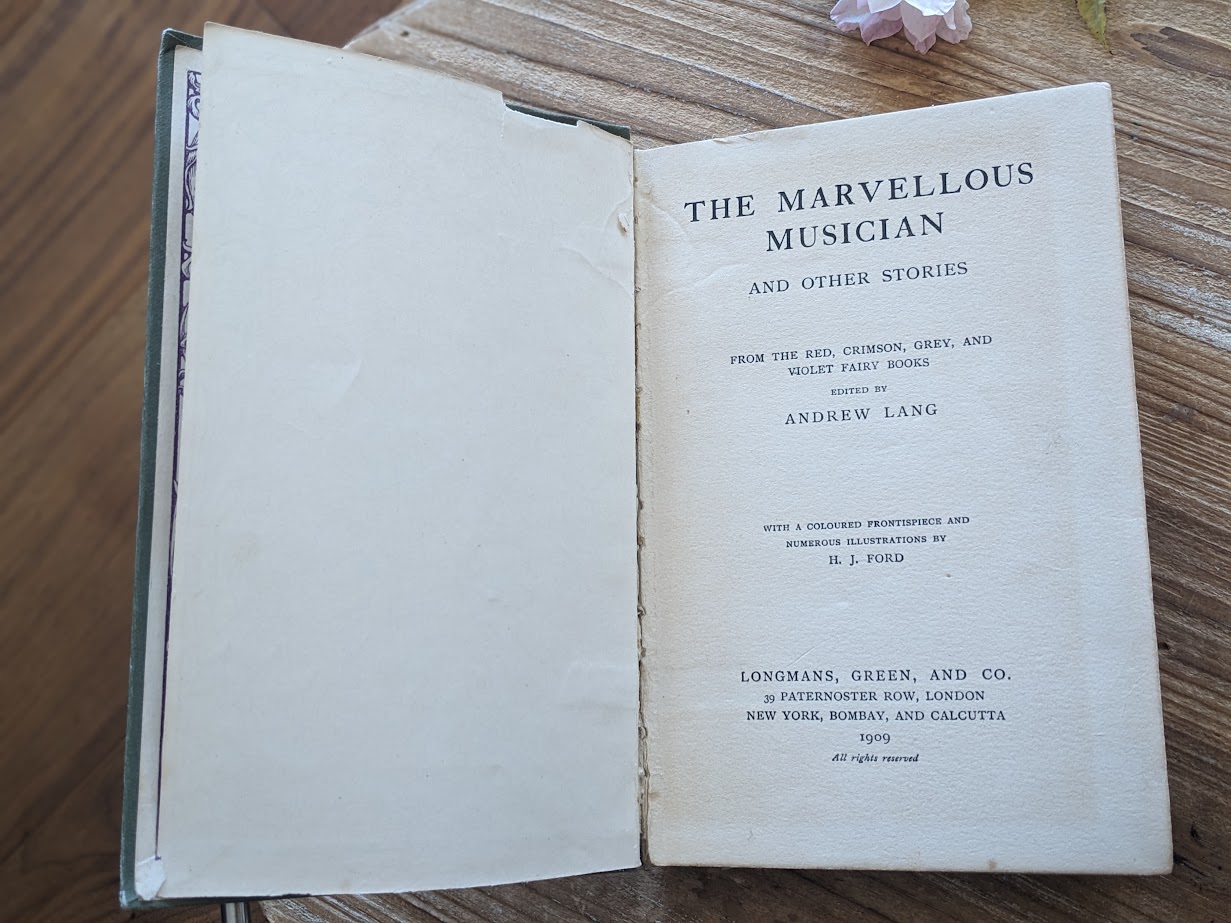 THE MARVELLOUS
MUSICIAN
AND OTHER STORIES
FROM THE RED, CRIMSON, GREY, AND
VIOLET FAIRY BOOKS
EDITED BY
ANDREW LANG
WITH A COLOURED FRONTISPIECE AND
NUMEROUS ILLUSTRATIONS BY
H. J. FORD
LONGMANS, GREEN, AND CO.
39 PATERNOSTER ROW, LONDON
NEW YORK, BOMBAY, AND CALCUTTA
1909
All rights reserved